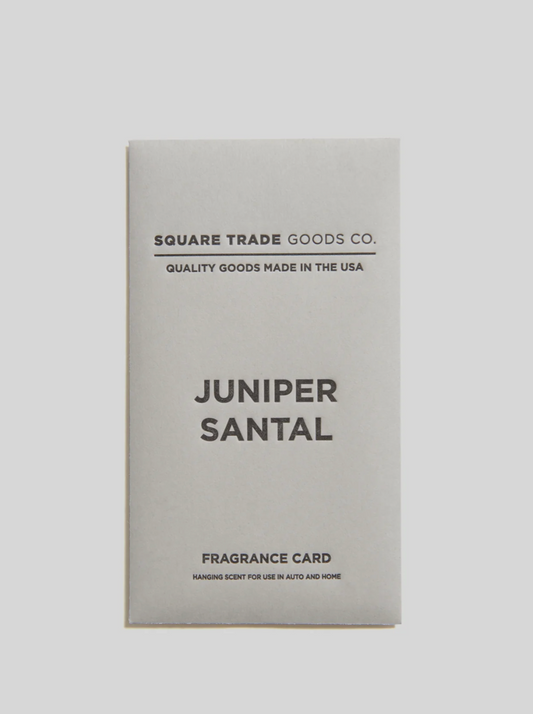 SQUARE TRADE GOODS CO.
QUALITY GOODS MADE IN THE USA
JUNIPER
SANTAL
FRAGRANCE CARD
HANGING SCENT FOR USE IN AUTO AND HOME